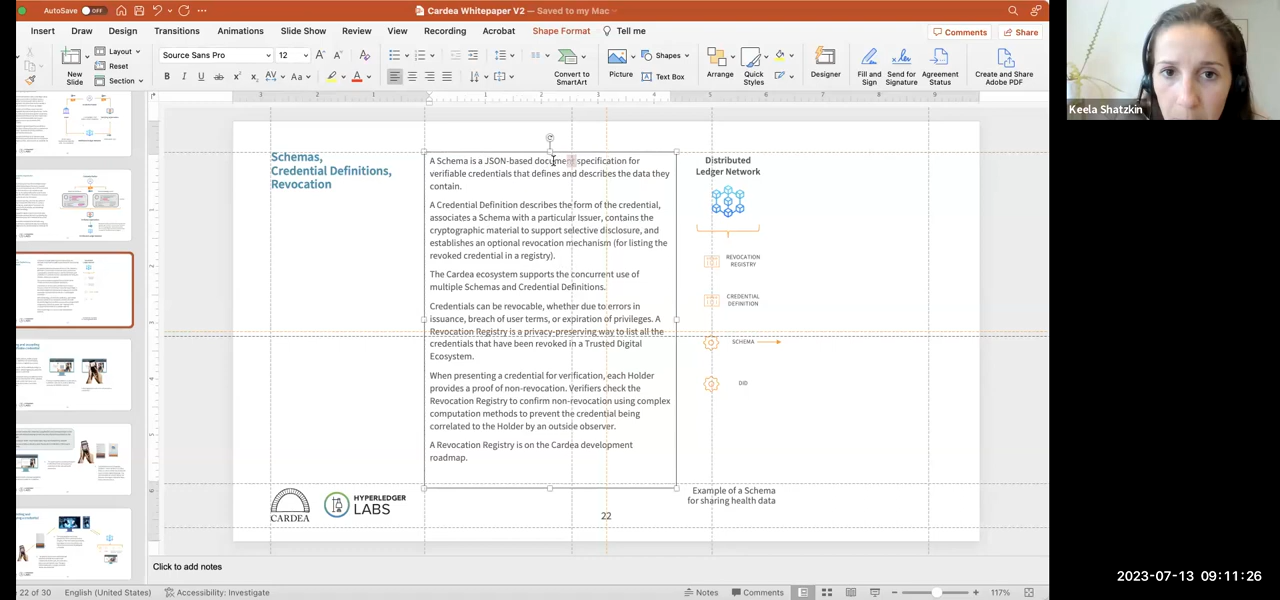 AutoSave OFF
Cardea Whitepaper V2 — Saved to my Mac
Insert Draw Design Transitions Animations Slide Show Review View Recording Acrobat Shape Format Tell me
Comments Share
New Slide
Layout
Reset
Section
Source Sans Pro 12
Convert to SmartArt
Picture
Shapes
Text Box
Arrange
Quick Styles
Designer
Fill and Sign
Send for Signature
Agreement Status
Create and Share Adobe PDF
Keela Shatzkin
Schemas,
Credential Definitions,
Revocation
A Schema is a JSON-based document specification for
verifiable credentials that defines and describes the data they
contain.
A Credential Definition describes the form of the credential,
associates a Schema with a particular Issuer, contains the
cryptographic material to support selective disclosure, and
establishes an optional revocation mechanism (for listing the
revoked credential in a registry).
The Cardea ecosystem supports the concurrent use of
multiple Schemas and Credential Definitions.
Credentials can be revocable, whether due to errors in
issuance, breach of user terms, or expiration of privileges. A
Revocation Registry is a privacy-preserving way to list all the
credentials that have been revoked in a Trusted Digital
Ecosystem.
When presenting a credential for verification, each Holder
provides a proof of non-revocation. Verifiers check the
Revocation Registry to confirm non-revocation using complex
computation methods to prevent the credential being
correlated to the holder by an outside observer.
A Revocation Registry is on the Cardea development
roadmap.
Distributed
Ledger Network
REVOCATION
REGISTRY
CREDENTIAL
DEFINITION
SCHEMA
DID
Example of a Schema
for sharing health data
CARDEA
HYPERLEDGER
LABS
22
Click to add notes
22 of 30 English (United States) Accessibility: Investigate Notes Comments 117%
2023-07-13 09:11:26